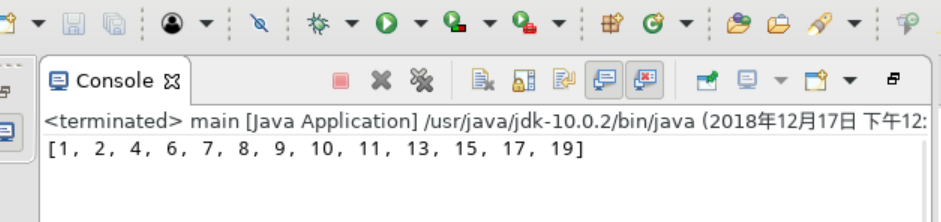 Console
<terminated> main [Java Application] /usr/java/jdk-10.0.2/bin/java (2018年12月17日 下午12:
[1, 2, 4, 6, 7, 8, 9, 10, 11, 13, 15, 17, 19]